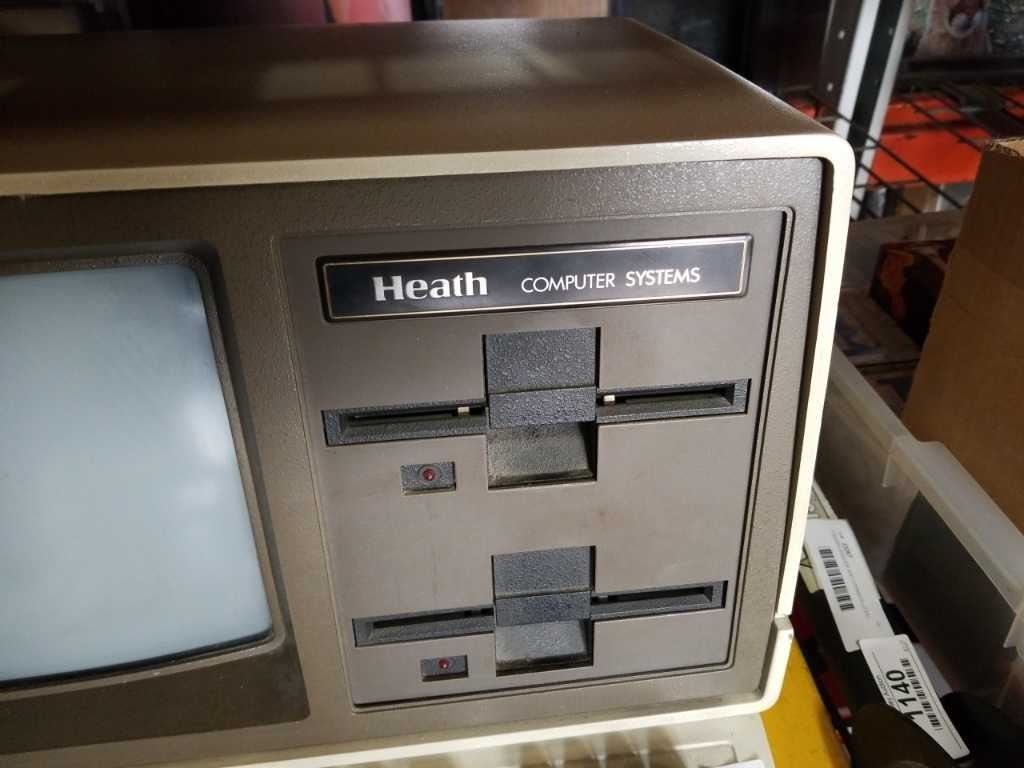 Heath COMPUTER SYSTEMS
1140